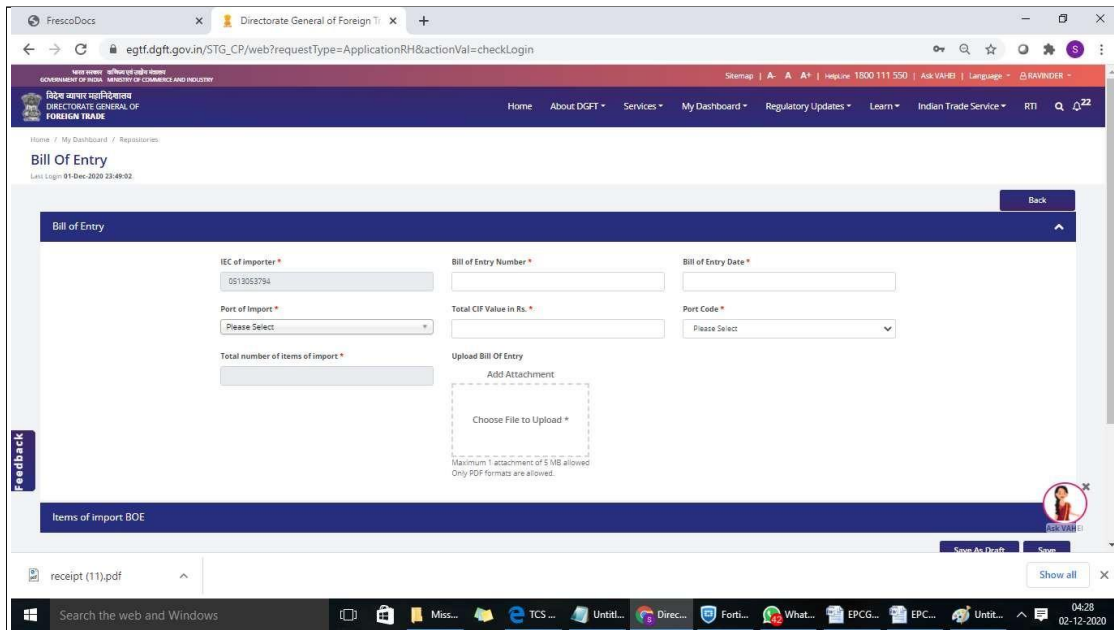 FrescoDocs
Directorate General of Foreign Tr
egtf.dgft.gov.in/STG_CP/web?requestType=ApplicationRH&actionVal=checkLogin
S
भारत सरकार वाणिज्य एवं उद्योग मंत्रालय
GOVERNMENT OF INDIA MINISTRY OF COMMERCE AND INDUSTRY
Sitemap | A- A A+ | HelpLine 1800 111 550 | Ask VAHEI | Language RAVINDER
विदेश व्यापार महानिदेशालय
DIRECTORATE GENERAL OF
FOREIGN TRADE
Home About DGFT Services My Dashboard Regulatory Updates Learn Indian Trade Service RTI 22
Home / My Dashboard / Repositories
Bill Of Entry
Last Login 01-Dec-2020 23:49:02
Back
Bill of Entry
IEC of importer * Bill of Entry Number * Bill of Entry Date *
0513053794
Port of Import * Total CIF Value in Rs. * Port Code *
Please Select Please Select
Total number of items of import * Upload Bill Of Entry
Add Attachment
Choose File to Upload *
Maximum 1 attachment of 5 MB allowed
Only PDF formats are allowed.
Feedback
Items of import BOE
Ask VAHEI
Save As Draft Save
receipt (11).pdf Show all
Search the web and Windows Miss... TCS ... Untitl... Direc... Forti... 42 What... EPCG... EPC... Untit... 04:28
02-12-2020